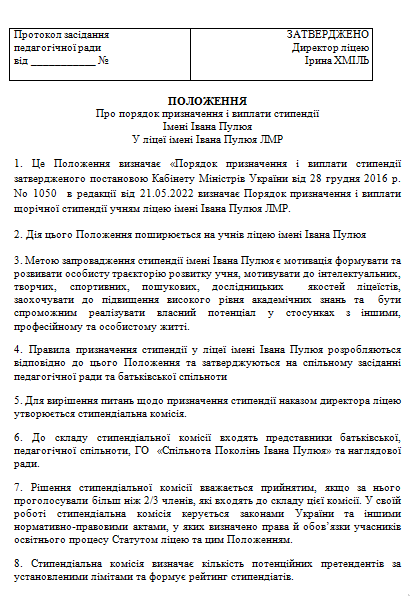 Протокол засідання
педагогічної ради
від ____________ №
ЗАТВЕРДЖЕНО
Директор ліцею
Ірина ХМІЛЬ
ПОЛОЖЕННЯ
Про порядок призначення і виплати стипендії
Імені Івана Пулюя
У ліцеї імені Івана Пулюя ЛМР
1. Це Положення визначає «Порядок призначення і виплати стипендії
затвердженого постановою Кабінету Міністрів України від 28 грудня 2016 р.
No 1050 в редакції від 21.05.2022 визначає Порядок призначення і виплати
щорічної стипендії учням ліцею імені Івана Пулюя ЛМР.
2. Дія цього Положення поширюється на учнів ліцею імені Івана Пулюя
3. Метою запровадження стипендії імені Івана Пулюя є мотивація формувати та
розвивати особисту траєкторію розвитку учня, мотивувати до інтелектуальних,
творчих, спортивних, пошукових, дослідницьких якостей ліцеїстів,
заохочувати до підвищення високого рівня академічних знань та бути
спроможним реалізувати власний потенціал у стосунках з іншими,
професійному та особистому житті.
4. Правила призначення стипендії у ліцеї імені Івана Пулюя розробляються
відповідно до цього Положення та затверджуються на спільному засіданні
педагогічної ради та батьківської спільноти
5. Для вирішення питань щодо призначення стипендії наказом директора ліцею
утворюється стипендіальна комісія.
6. До складу стипендіальної комісії входять представники батьківської,
педагогічної спільноти, ГО «Спільнота Поколінь Івана Пулюя» та наглядової
ради.
7. Рішення стипендіальної комісії вважається прийнятим, якщо за нього
проголосували більш ніж 2/3 членів, які входять до складу цієї комісії. У своїй
роботі стипендіальна комісія керується законами України та іншими
нормативно-правовими актами, у яких визначено права й обов’язки учасників
освітнього процесу Статутом ліцею та цим Положенням.
8. Стипендіальна комісія визначає кількість потенційних претендентів за
установленими лімітами та формує рейтинг стипендіатів.